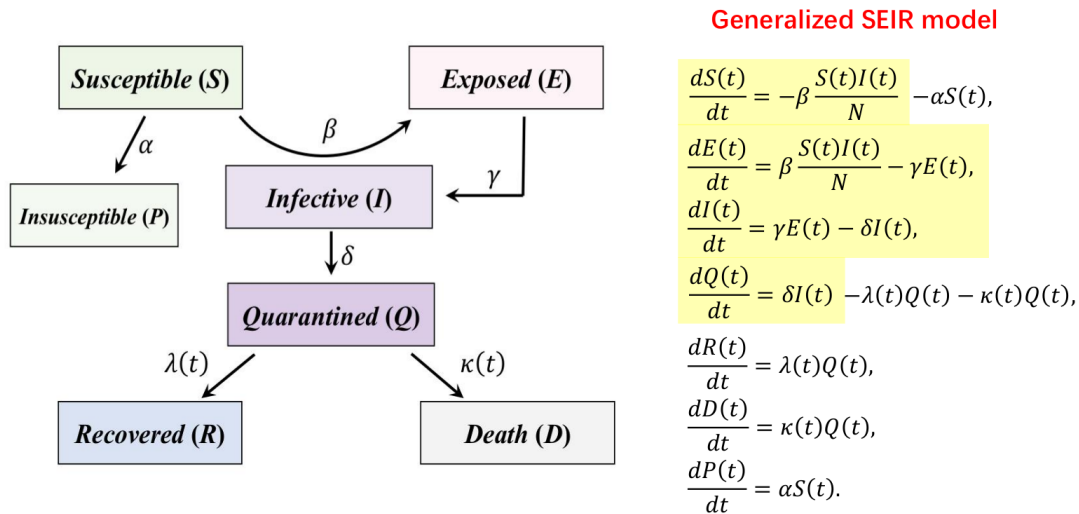 Generalized SEIR model
Susceptible (S)
Exposed (E)
α
β
γ
Insusceptible (P)
Infective (I)
δ
Quarantined (Q)
λ(t)
κ(t)
Recovered (R)
Death (D)
dS(t)/dt = −β S(t)I(t)/N −αS(t),
dE(t)/dt = β S(t)I(t)/N − γE(t),
dI(t)/dt = γE(t) − δI(t),
dQ(t)/dt = δI(t) −λ(t)Q(t) − κ(t)Q(t),
dR(t)/dt = λ(t)Q(t),
dD(t)/dt = κ(t)Q(t),
dP(t)/dt = αS(t).